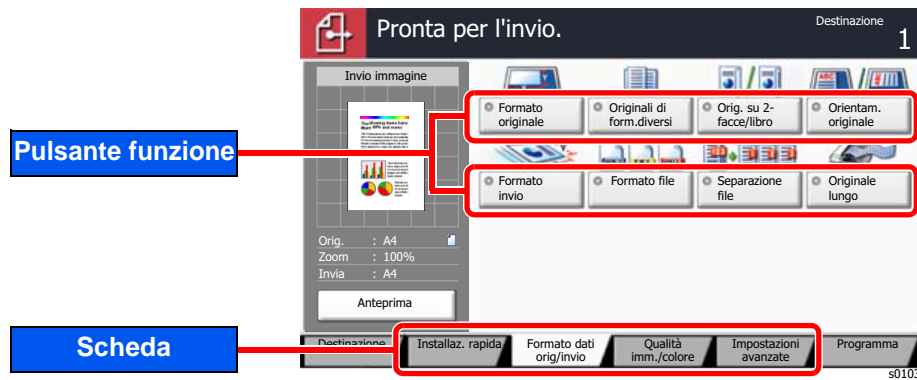 Pronta per l'invio.
Destinazione
1
Invio immagine
Formato
originale
Originali di
form.diversi
Orig. su 2-
facce/libro
Orientam.
originale
Pulsante funzione
Formato
invio
Formato file
Separazione
file
Originale
lungo
Orig. : A4
Zoom : 100%
Invia : A4
Anteprima
Scheda
Destinazione
Installaz. rapida
Formato dati
orig/invio
Qualità
imm./colore
Impostazioni
avanzate
Programma